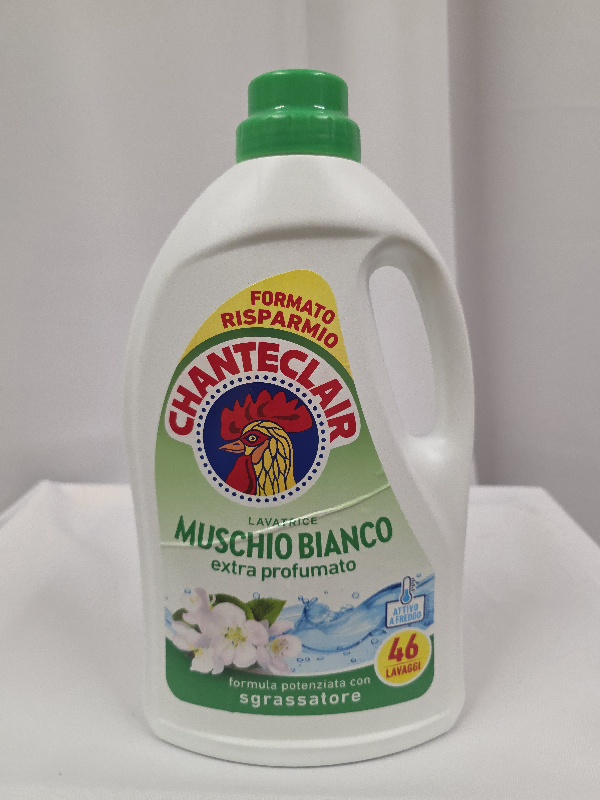 FORMATO
RISPARMIO
CHANTECLAIR
LAVATRICE
MUSCHIO BIANCO
extra profumato
ATTIVO
A FREDDO
46
LAVAGGI
formula potenziata con
sgrassatore